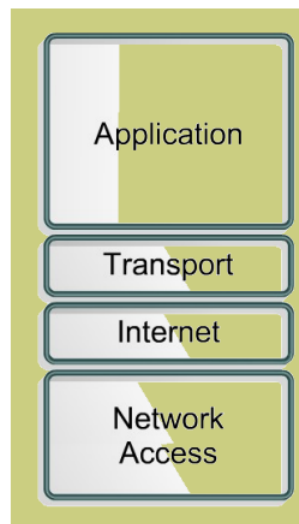 Application
Transport
Internet
Network
Access